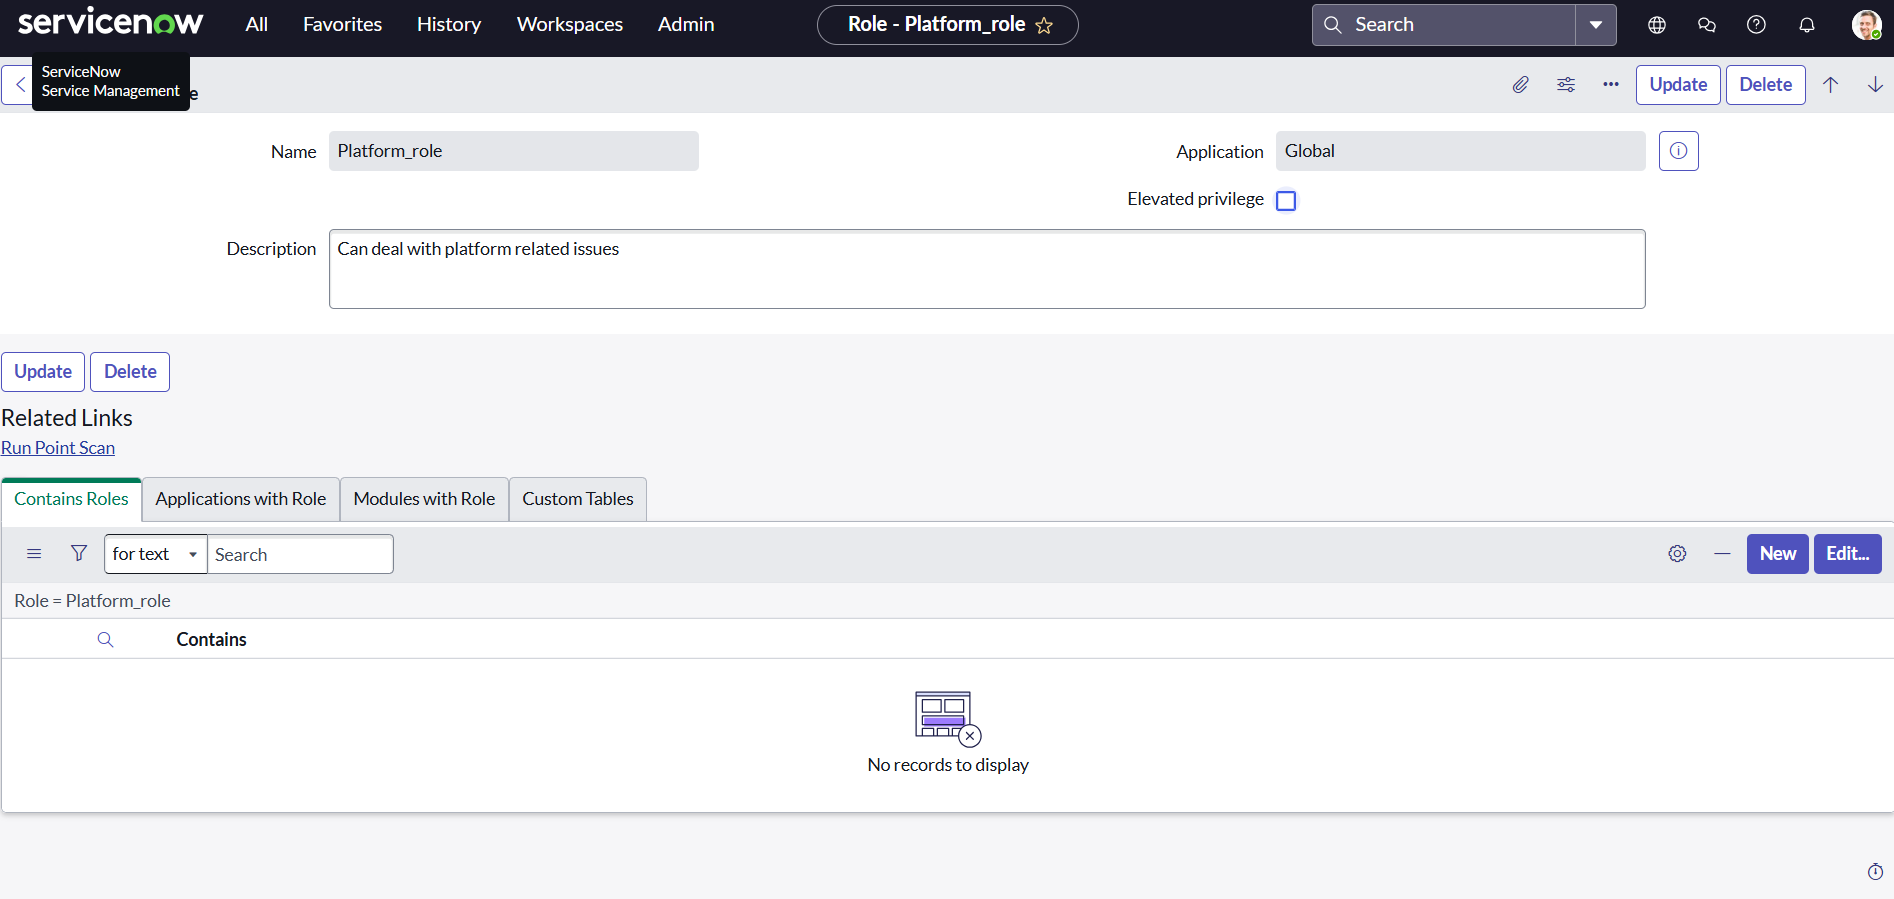 servicenow All Favorites History Workspaces Admin Role - Platform_role Search
ServiceNow
Service Management
e Update Delete
Name Platform_role Application Global
Elevated privilege
Description Can deal with platform related issues
Update Delete
Related Links
Run Point Scan
Contains Roles Applications with Role Modules with Role Custom Tables
for text Search New Edit...
Role = Platform_role
Contains
No records to display